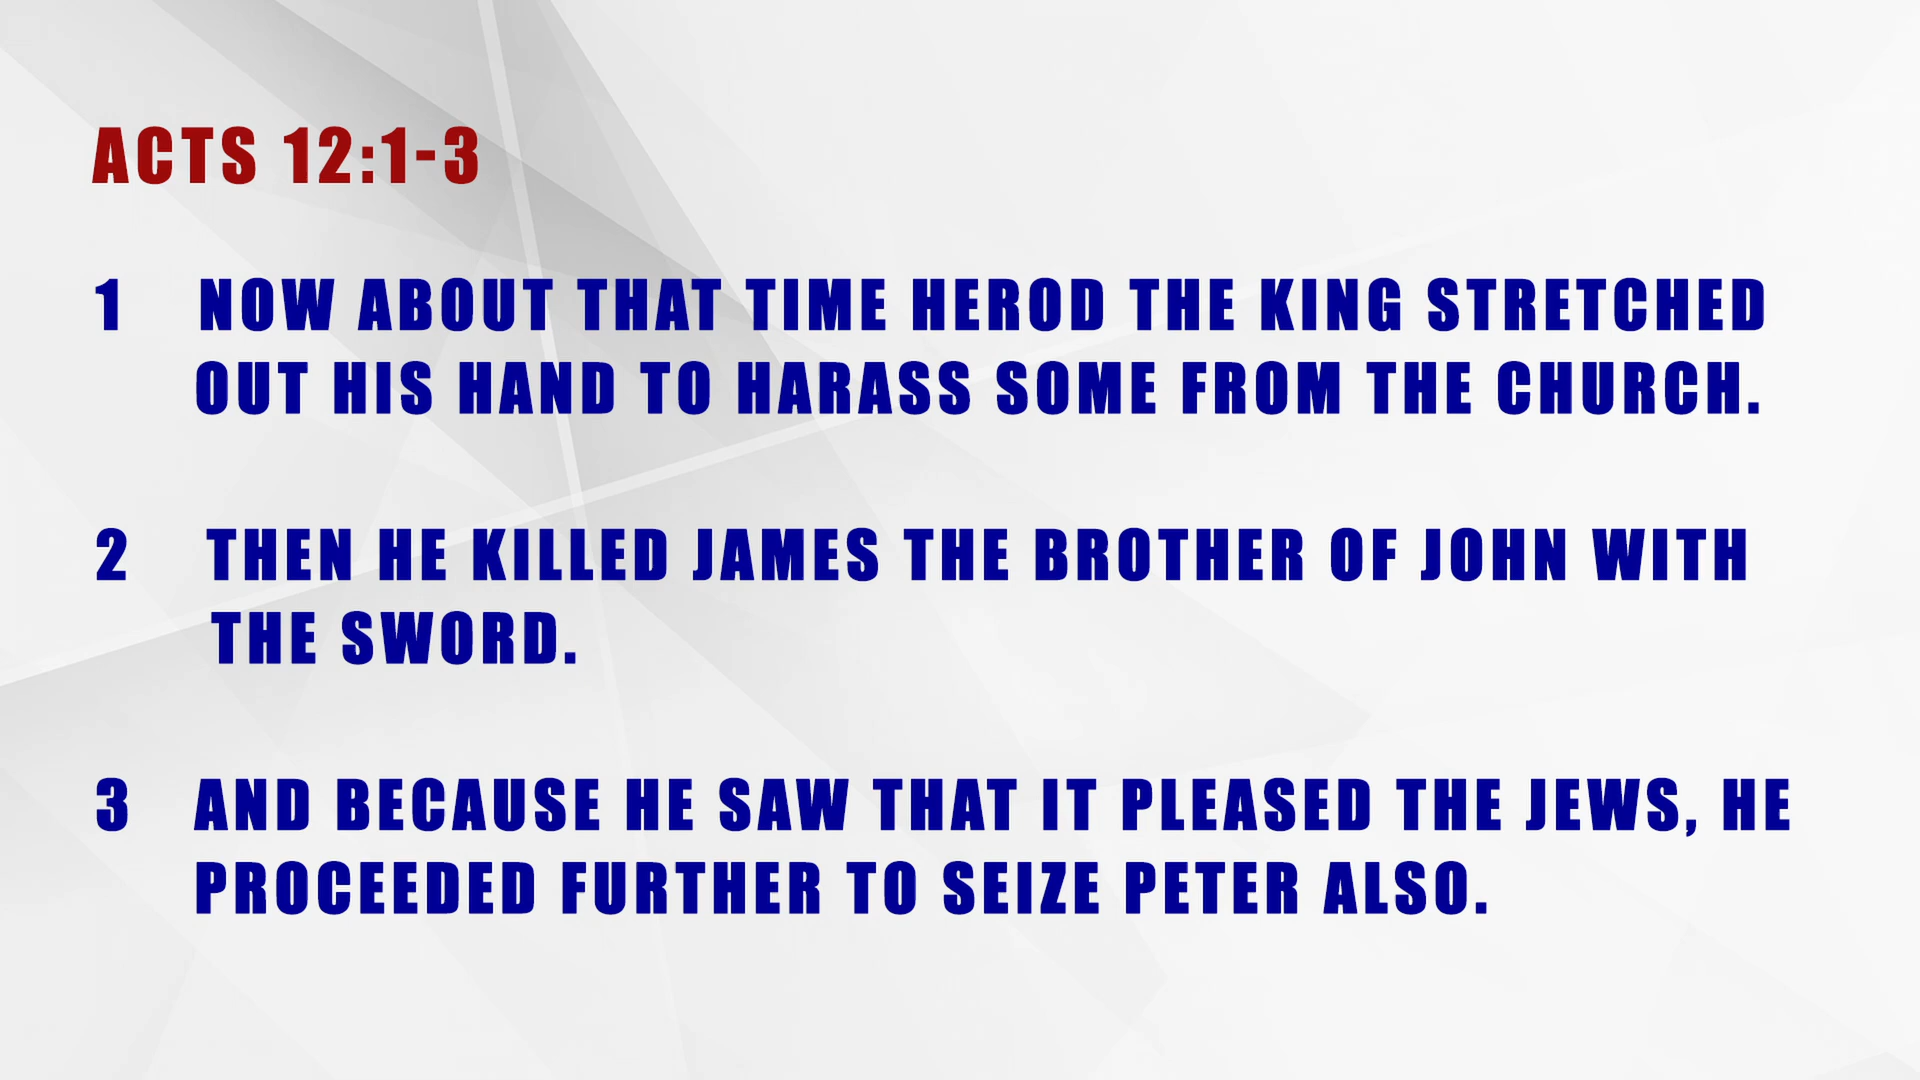 ACTS 12:1-3
1 NOW ABOUT THAT TIME HEROD THE KING STRETCHED
OUT HIS HAND TO HARASS SOME FROM THE CHURCH.
2 THEN HE KILLED JAMES THE BROTHER OF JOHN WITH
THE SWORD.
3 AND BECAUSE HE SAW THAT IT PLEASED THE JEWS, HE
PROCEEDED FURTHER TO SEIZE PETER ALSO.